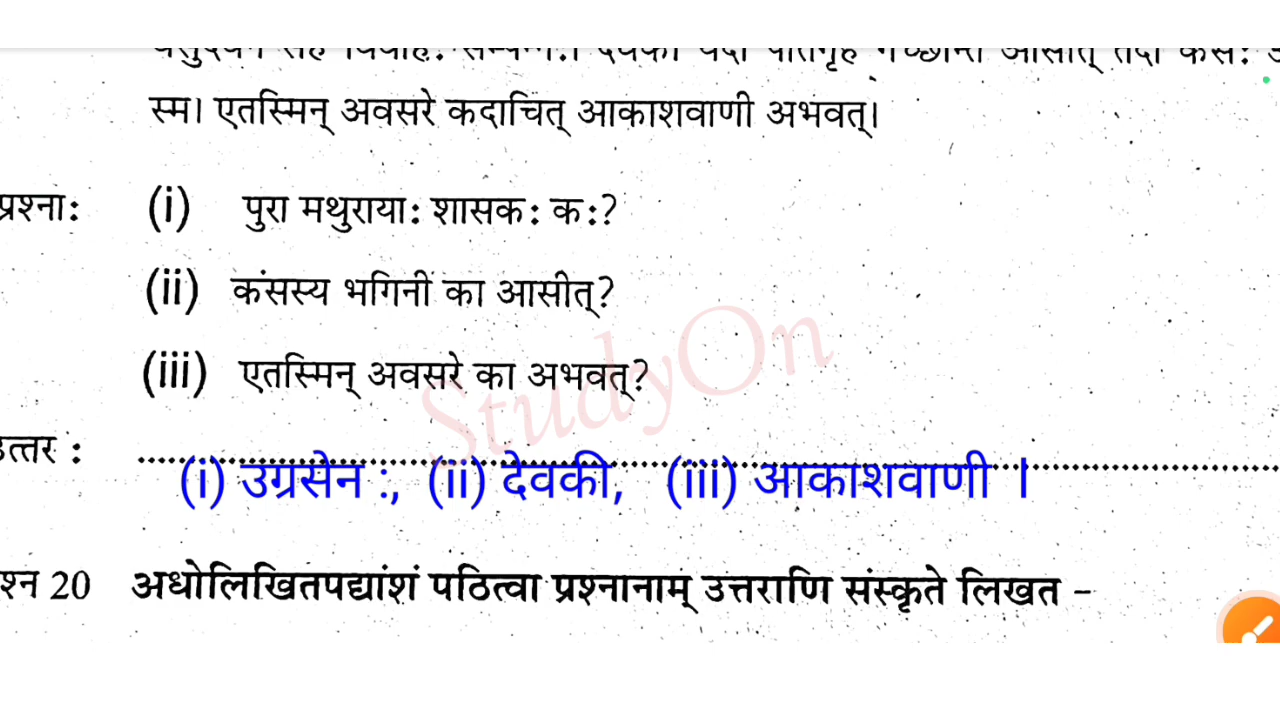 स्म। एतस्मिन् अवसरे कदाचित् आकाशवाणी अभवत्।
प्रश्ना: (i) पुरा मथुराया: शासक: क:?
(ii) कंसस्य भगिनी का आसीत्?
(iii) एतस्मिन् अवसरे का अभवत्?
StudyOn
उत्तर :
(i) उग्रसेन :, (ii) देवकी, (iii) आकाशवाणी ।
श्न 20 अधोलिखितपद्यांशं पठित्वा प्रश्नानाम् उत्तराणि संस्कृते लिखत –